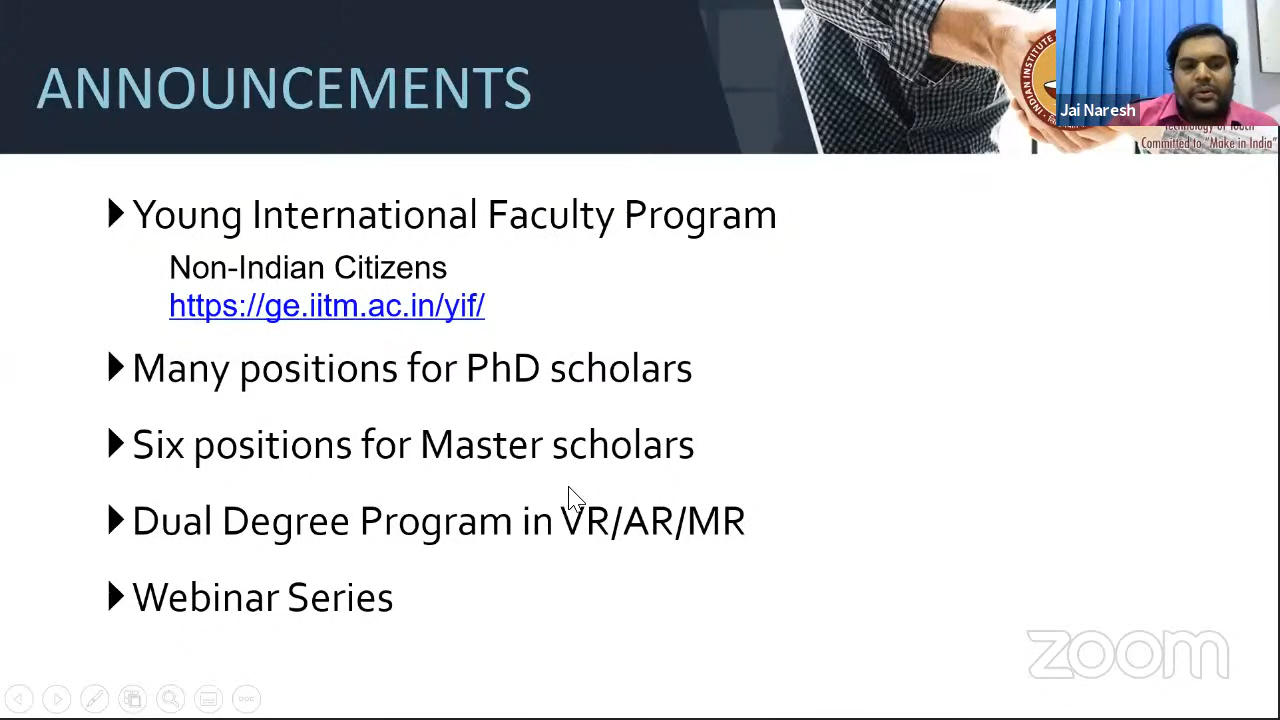 ANNOUNCEMENTS
INDIAN INSTITUTE
Jai Naresh
Committed to "Make in India"
Young International Faculty Program
Non-Indian Citizens
https://ge.iitm.ac.in/yif/
Many positions for PhD scholars
Six positions for Master scholars
Dual Degree Program in VR/AR/MR
Webinar Series
zoom